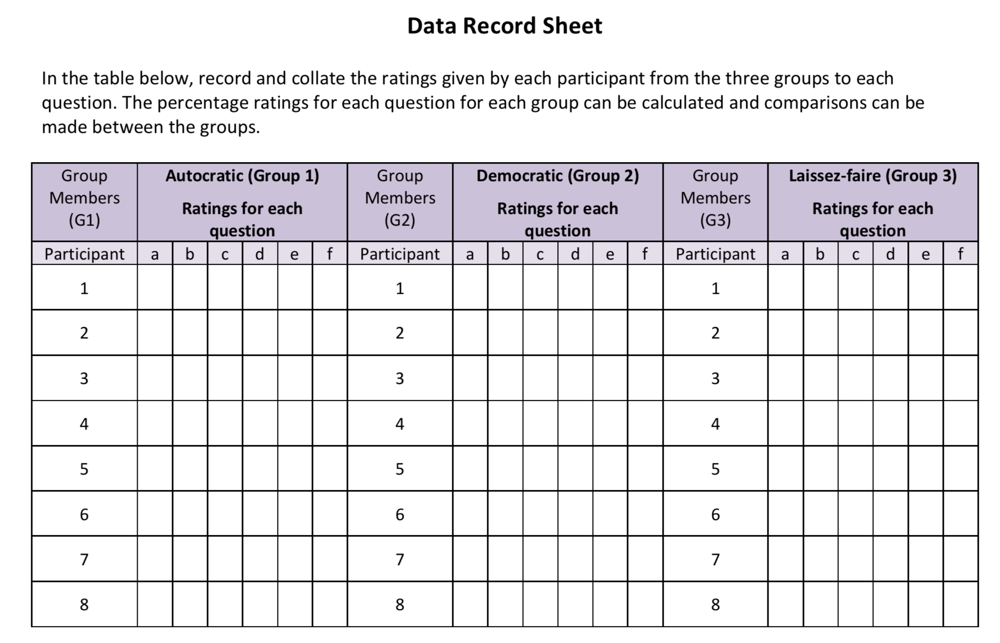 Data Record Sheet
In the table below, record and collate the ratings given by each participant from the three groups to each
question. The percentage ratings for each question for each group can be calculated and comparisons can be
made between the groups.
Group Members (G1) Autocratic (Group 1) Ratings for each question Group Members (G2) Democratic (Group 2) Ratings for each question Group Members (G3) Laissez-faire (Group 3) Ratings for each question
Participant a b c d e f Participant a b c d e f Participant a b c d e f
1 1 1
2 2 2
3 3 3
4 4 4
5 5 5
6 6 6
7 7 7
8 8 8